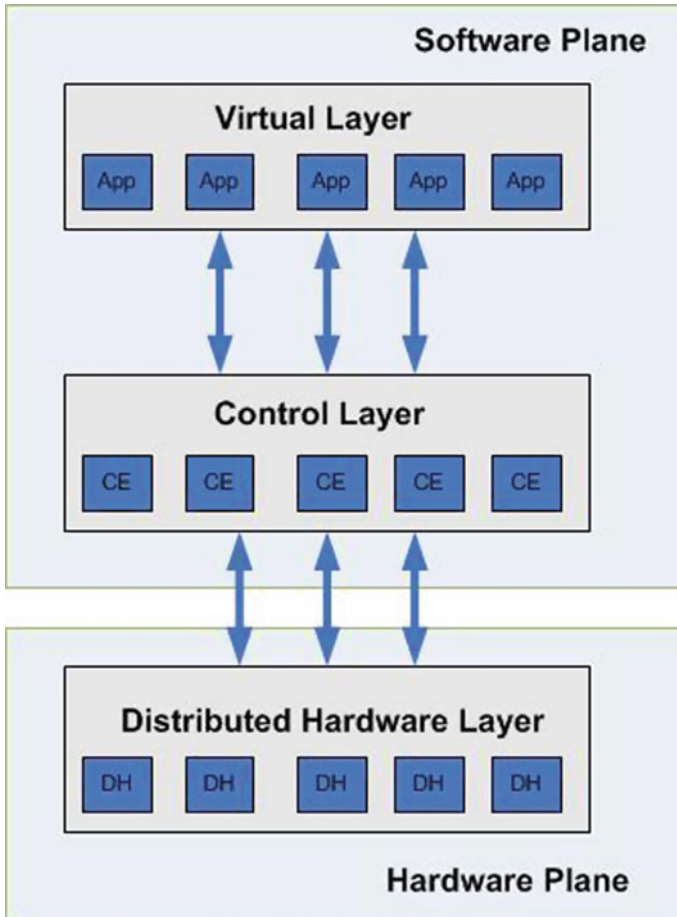 Software Plane
Virtual Layer
App App App App App
Control Layer
CE CE CE CE CE
Distributed Hardware Layer
DH DH DH DH DH
Hardware Plane